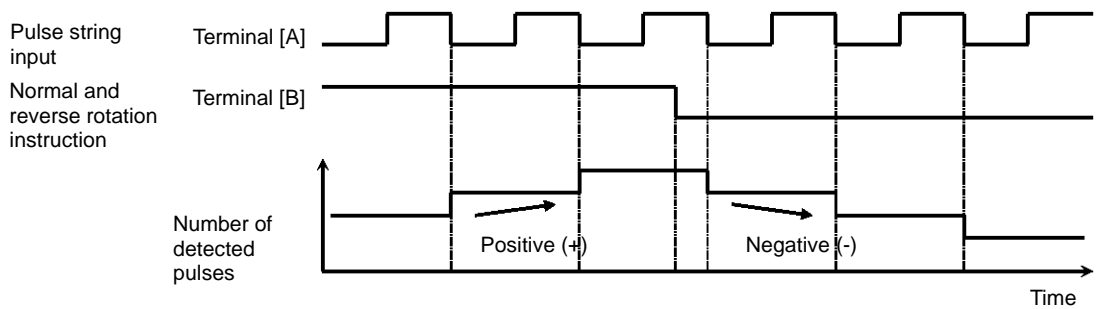 Pulse string
input
Terminal [A]
Normal and
reverse rotation
instruction
Terminal [B]
Number of
detected
pulses
Positive (+)
Negative (-)
Time